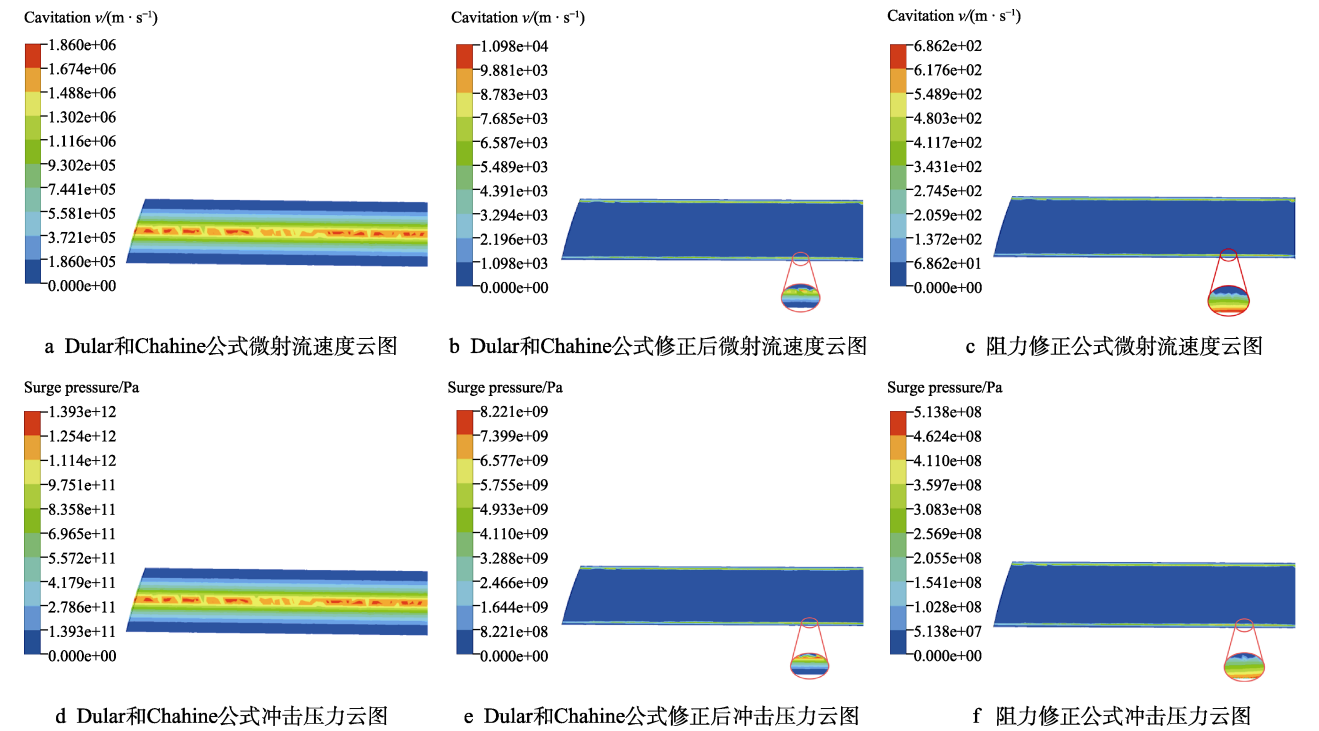 Cavitation v/(m · s⁻¹)
1.860e+06
1.674e+06
1.488e+06
1.302e+06
1.116e+06
9.302e+05
7.441e+05
5.581e+05
3.721e+05
1.860e+05
0.000e+00
a Dular和Chahine公式微射流速度云图
Cavitation v/(m · s⁻¹)
1.098e+04
9.881e+03
8.783e+03
7.685e+03
6.587e+03
5.489e+03
4.391e+03
3.294e+03
2.196e+03
1.098e+03
0.000e+00
b Dular和Chahine公式修正后微射流速度云图
Cavitation v/(m · s⁻¹)
6.862e+02
6.176e+02
5.489e+02
4.803e+02
4.117e+02
3.431e+02
2.745e+02
2.059e+02
1.372e+02
6.862e+01
0.000e+00
c 阻力修正公式微射流速度云图
Surge pressure/Pa
1.393e+12
1.254e+12
1.114e+12
9.751e+11
8.358e+11
6.965e+11
5.572e+11
4.179e+11
2.786e+11
1.393e+11
0.000e+00
d Dular和Chahine公式冲击压力云图
Surge pressure/Pa
8.221e+09
7.399e+09
6.577e+09
5.755e+09
4.933e+09
4.110e+09
3.288e+09
2.466e+09
1.644e+09
8.221e+08
0.000e+00
e Dular和Chahine公式修正后冲击压力云图
Surge pressure/Pa
5.138e+08
4.624e+08
4.110e+08
3.597e+08
3.083e+08
2.569e+08
2.055e+08
1.541e+08
1.028e+08
5.138e+07
0.000e+00
f 阻力修正公式冲击压力云图